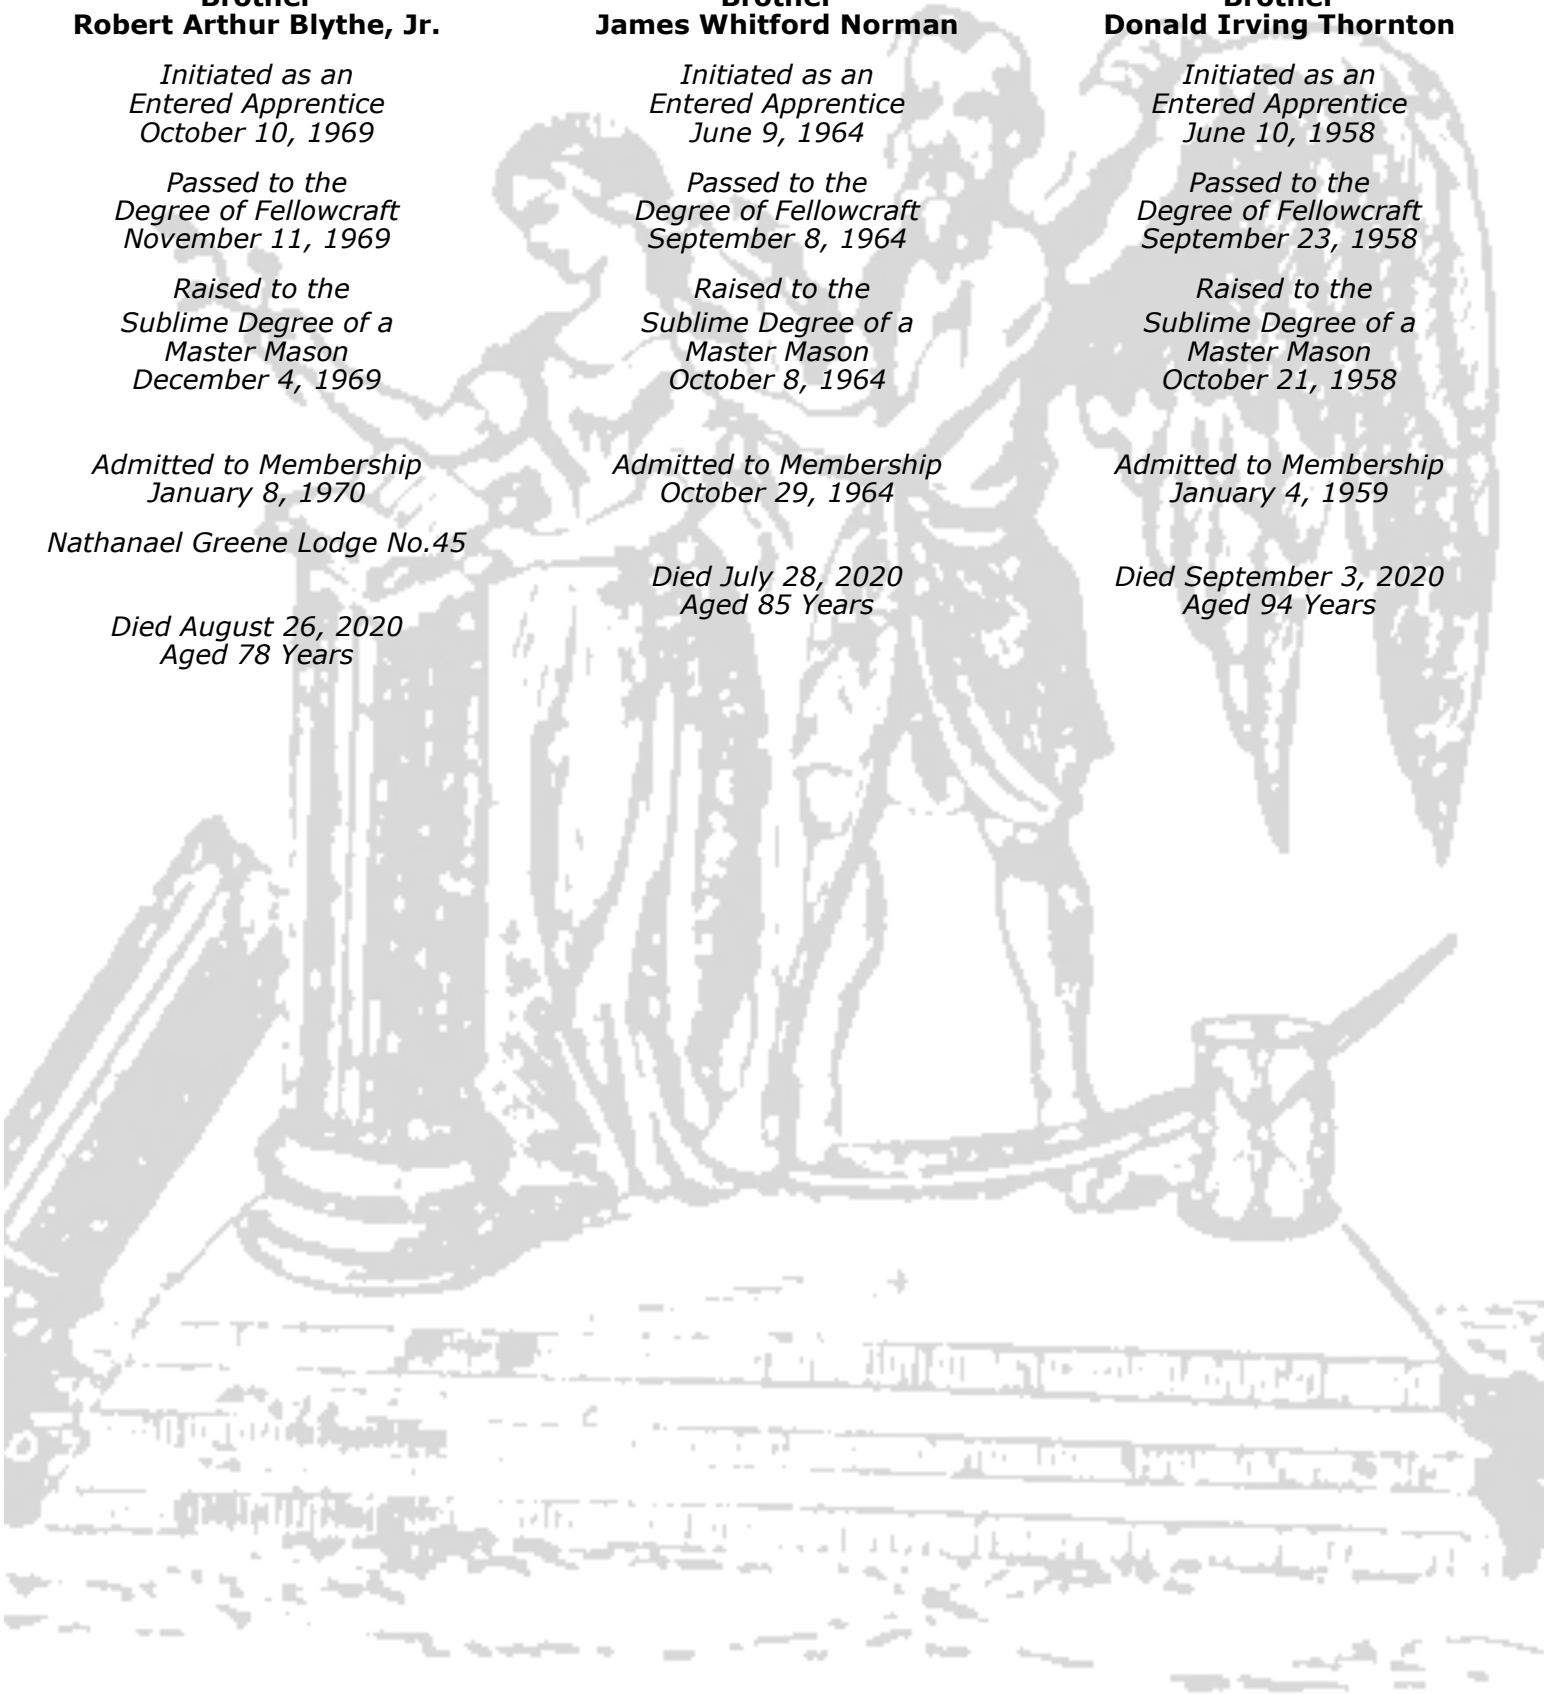 Brother
Robert Arthur Blythe, Jr.
Initiated as an
Entered Apprentice
October 10, 1969
Passed to the
Degree of Fellowcraft
November 11, 1969
Raised to the
Sublime Degree of a
Master Mason
December 4, 1969
Admitted to Membership
January 8, 1970
Nathanael Greene Lodge No.45
Died August 26, 2020
Aged 78 Years
Brother
James Whitford Norman
Initiated as an
Entered Apprentice
June 9, 1964
Passed to the
Degree of Fellowcraft
September 8, 1964
Raised to the
Sublime Degree of a
Master Mason
October 8, 1964
Admitted to Membership
October 29, 1964
Died July 28, 2020
Aged 85 Years
Brother
Donald Irving Thornton
Initiated as an
Entered Apprentice
June 10, 1958
Passed to the
Degree of Fellowcraft
September 23, 1958
Raised to the
Sublime Degree of a
Master Mason
October 21, 1958
Admitted to Membership
January 4, 1959
Died September 3, 2020
Aged 94 Years